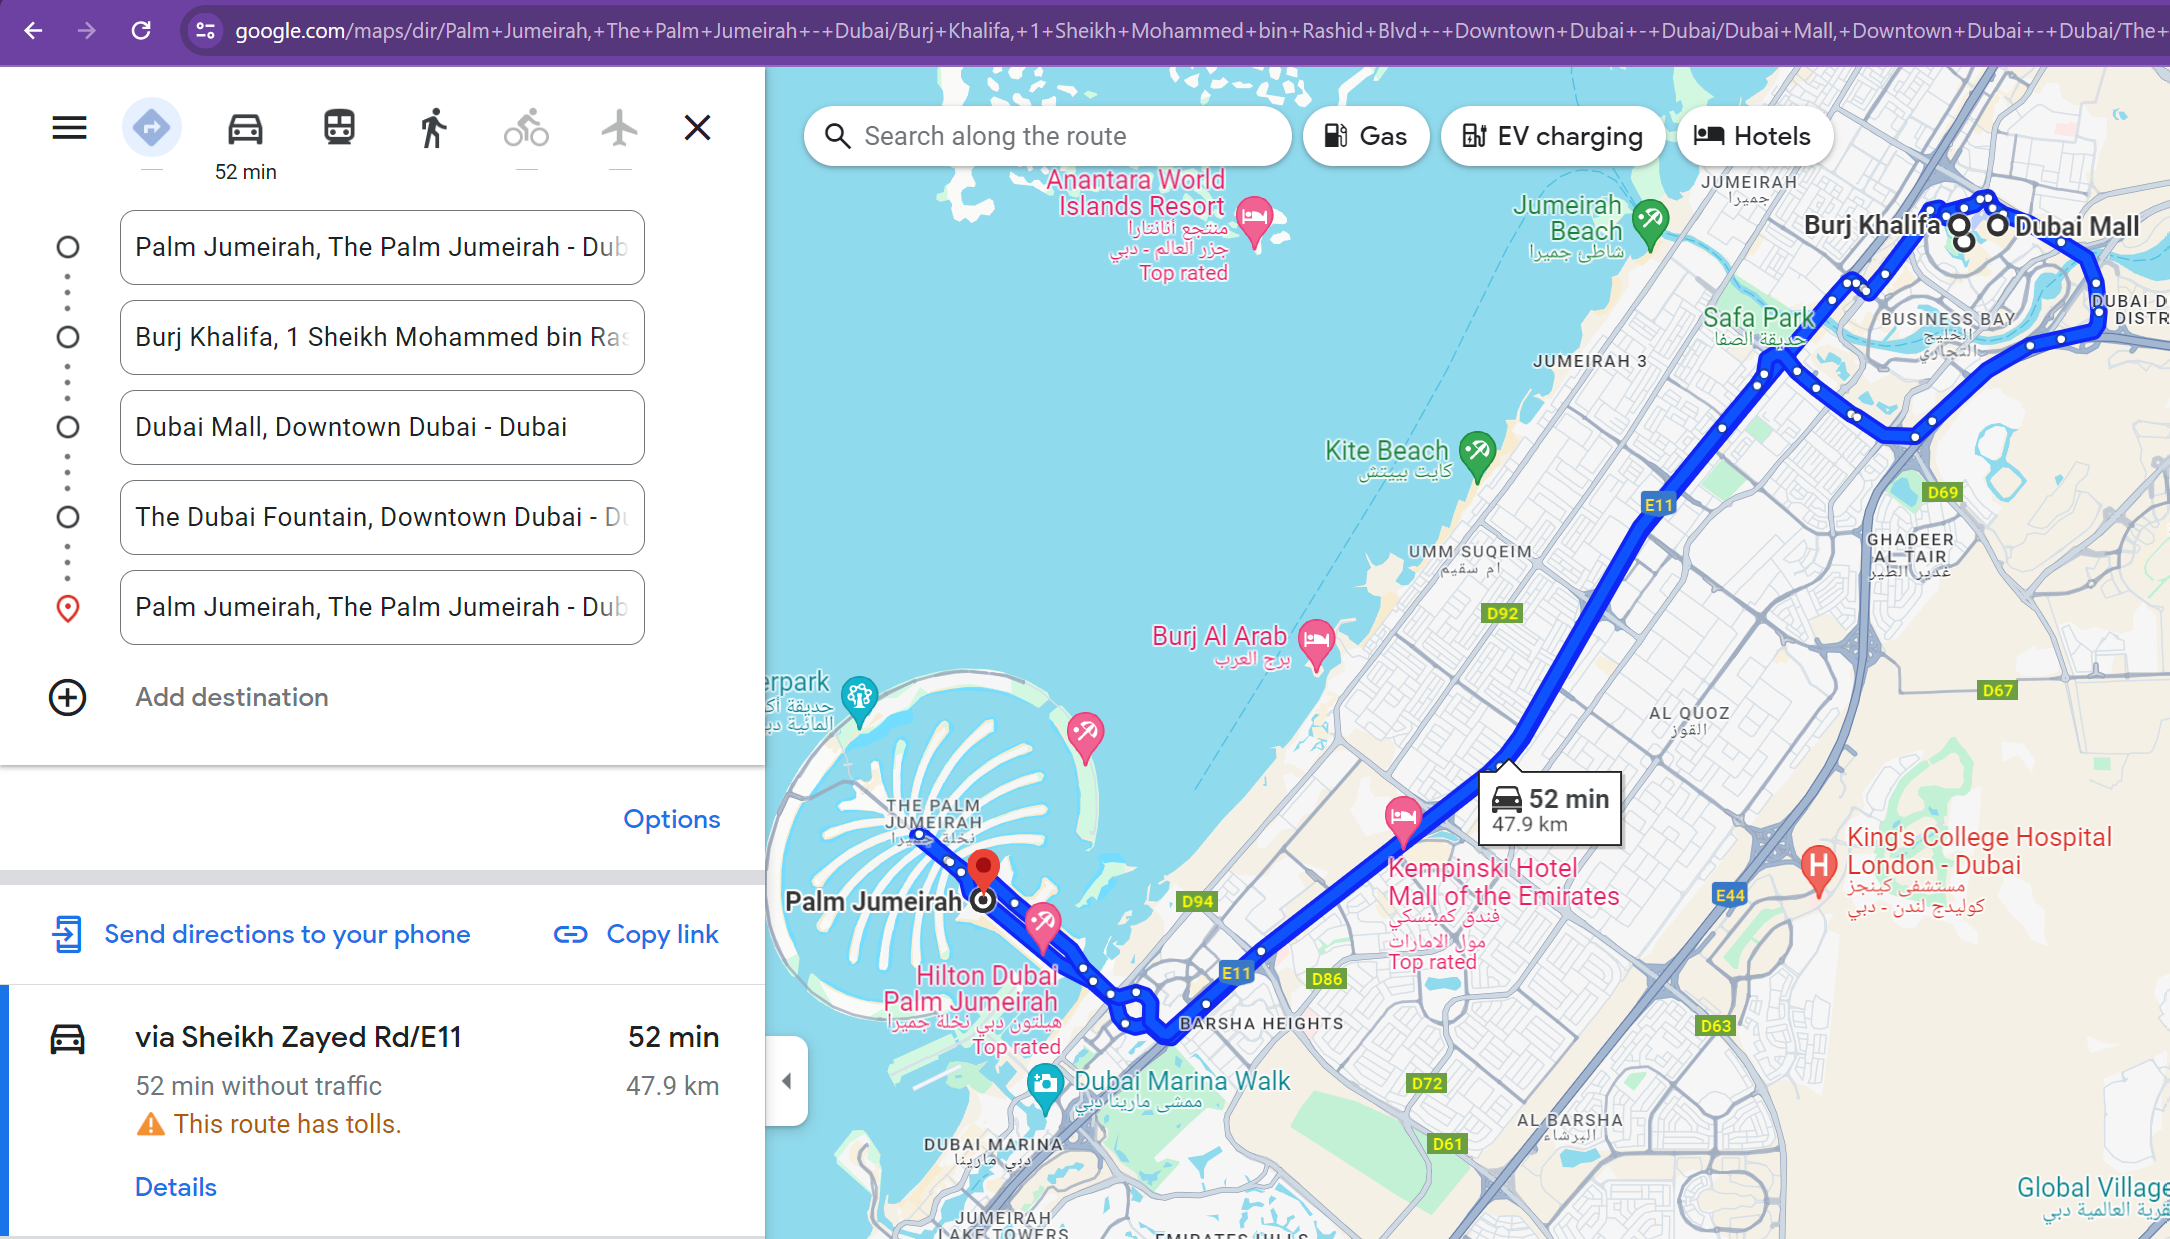 google.com/maps/dir/Palm+Jumeirah,+The+Palm+Jumeirah+-+Dubai/Burj+Khalifa,+1+Sheikh+Mohammed+bin+Rashid+Blvd+-+Downtown+Dubai+-+Dubai/Dubai+Mall,+Downtown+Dubai+-+Dubai/The+
52 min
Palm Jumeirah, The Palm Jumeirah - Dub
Burj Khalifa, 1 Sheikh Mohammed bin Ras
Dubai Mall, Downtown Dubai - Dubai
The Dubai Fountain, Downtown Dubai - Du
Palm Jumeirah, The Palm Jumeirah - Dub
Add destination
Options
Send directions to your phone
Copy link
via Sheikh Zayed Rd/E11
52 min
52 min without traffic
47.9 km
This route has tolls.
Details
Search along the route
Gas
EV charging
Hotels
Anantara World
Islands Resort
منتجع أنانتارا
جزر العالم - دبي
Top rated
Jumeirah
Beach
شاطئ جميرا
JUMEIRAH
جميرا
Burj Khalifa
Dubai Mall
Safa Park
حديقة الصفا
BUSINESS BAY
الخليج
التجاري
DUBAI D
DISTR
JUMEIRAH 3
Kite Beach
كايت بييتش
E11
D69
GHADEER
AL TAIR
غدير الطير
UMM SUQEIM
ام سقيم
D92
Burj Al Arab
برج العرب
D67
AL QUOZ
القوز
erpark
حديقة أك
المائية دب
THE PALM
JUMEIRAH
نخلة جميرا
52 min
47.9 km
Palm Jumeirah
Kempinski Hotel
Mall of the Emirates
فندق كمبنسكي
مول الامارات
Top rated
King's College Hospital
London - Dubai
مستشفى كينجز
كوليدج لندن - دبي
H
E44
D94
E11
D86
Hilton Dubai
Palm Jumeirah
هيلتون دبي نخلة جميرا
Top rated
BARSHA HEIGHTS
D63
Dubai Marina Walk
ممشى مارينا دبي
D72
AL BARSHA
البرشاء
D61
DUBAI MARINA
دبي مارينا
Global Village
قرية العالمية دبي
JUMEIRAH
LAKE TOWERS
EMIRATES HILLS